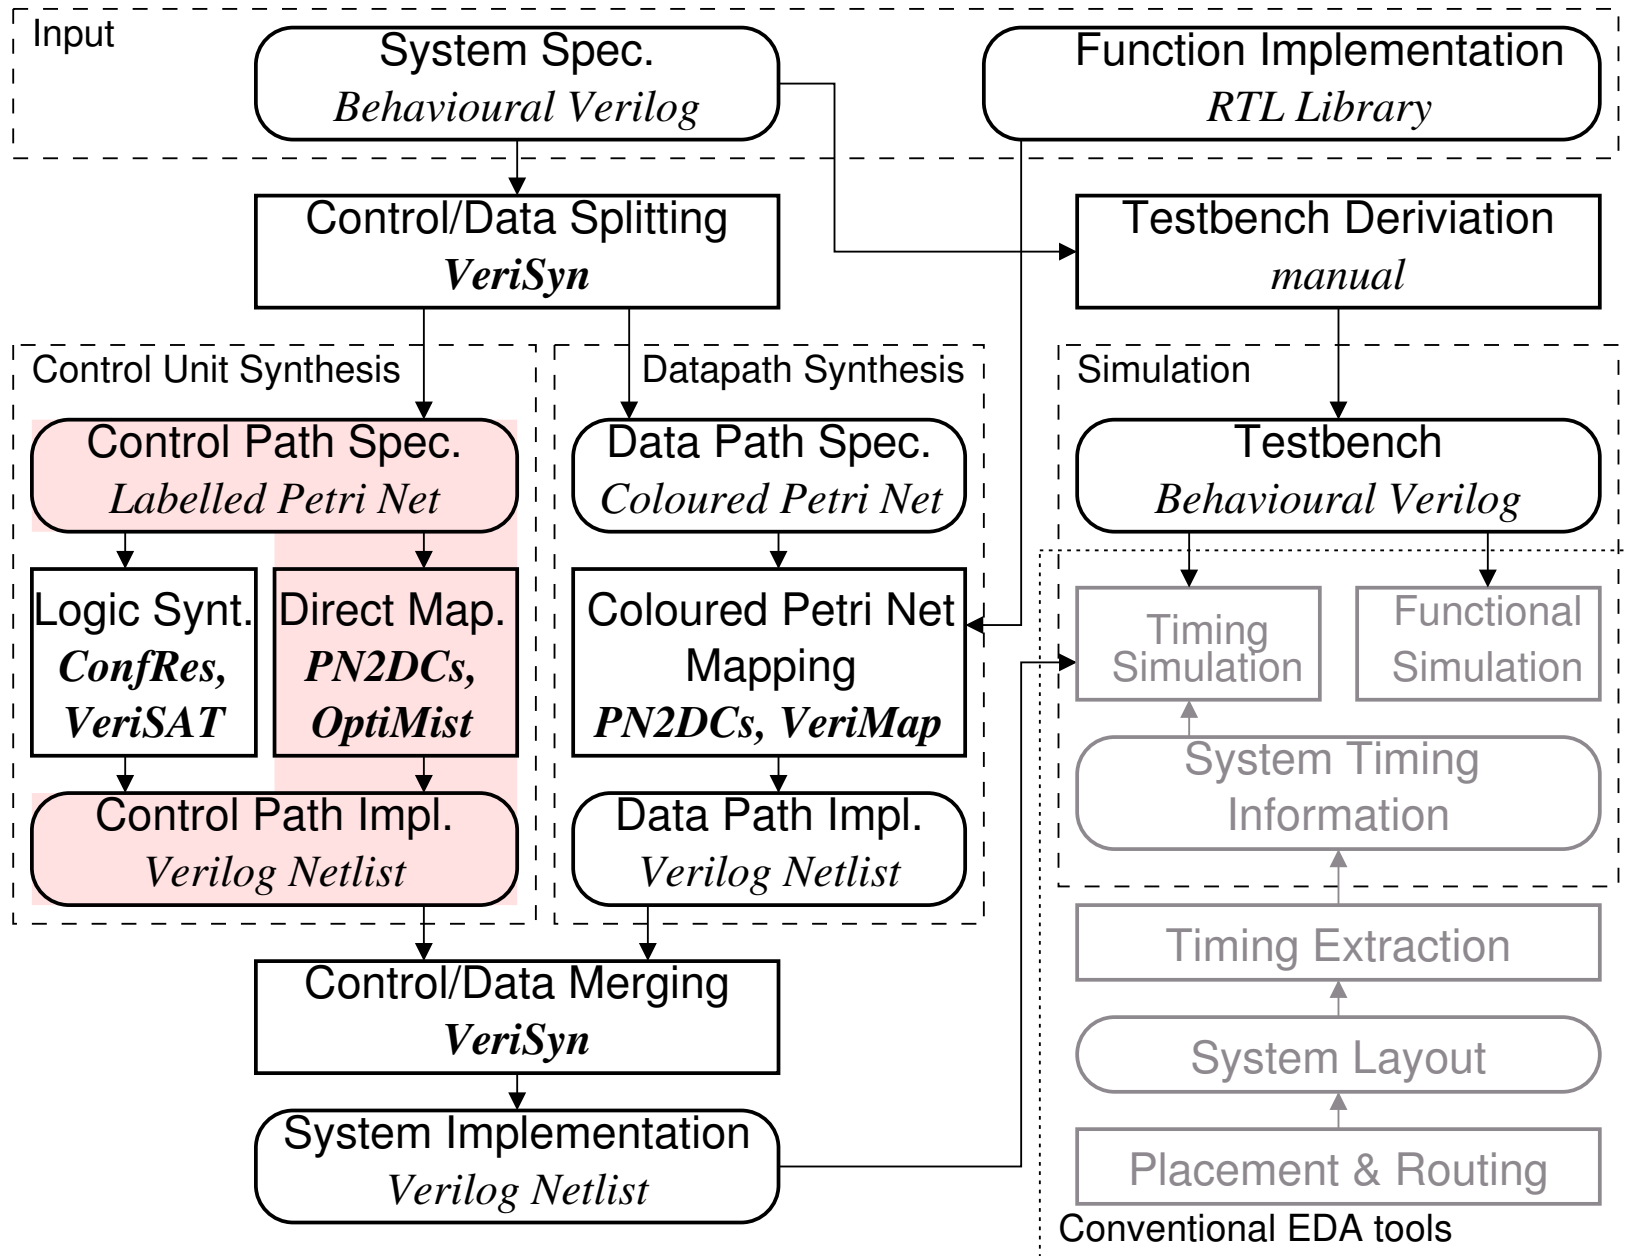 Input
System Spec.
Behavioural Verilog
Function Implementation
RTL Library
Control/Data Splitting
VeriSyn
Testbench Deriviation
manual
Control Unit Synthesis
Datapath Synthesis
Simulation
Control Path Spec.
Labelled Petri Net
Data Path Spec.
Coloured Petri Net
Testbench
Behavioural Verilog
Logic Synt.
ConfRes,
VeriSAT
Direct Map.
PN2DCs,
OptiMist
Coloured Petri Net
Mapping
PN2DCs, VeriMap
Timing
Simulation
Functional
Simulation
System Timing
Information
Control Path Impl.
Verilog Netlist
Data Path Impl.
Verilog Netlist
Timing Extraction
Control/Data Merging
VeriSyn
System Layout
System Implementation
Verilog Netlist
Placement & Routing
Conventional EDA tools